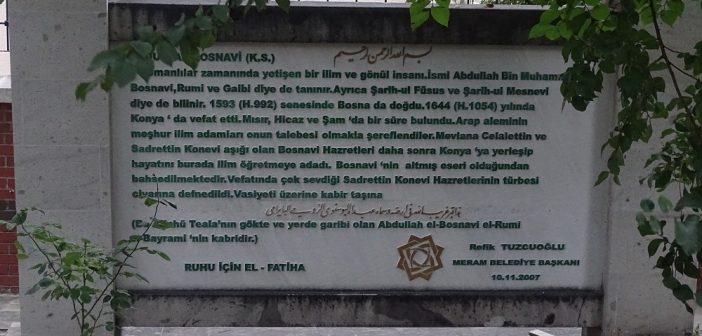 بسم الله الرحمن الرحيم
BOSNAVİ (K.S.)
zamanında yetişen bir ilim ve gönül insanı.İsmi Abdullah Bin
Bosnavi,Rumi ve Gaibi diye de tanınır.Ayrıca Şarih-ul Füsus ve Şarih-ul Mesnevi
diye de bilinir. 1593 (H.992) senesinde Bosna da doğdu.1644 (H.1054) yılında
Konya ‘ da vefat etti.Mısır, Hicaz ve Şam ‘da bir süre bulundu.Arap aleminin
meşhur ilim adamları onun talebesi olmakla şereflendiler.Mevlana Celalettin ve
Sadrettin Konevi aşığı olan Bosnavi Hazretleri daha sonra Konya ‘ya yerleşip
hayatını burada ilim öğretmeye adadı. Bosnavi ‘nin altmış eseri olduğundan
bahsedilmektedir.Vefatında çok sevdiği Sadrettin Konevi Hazretlerinin türbesi
civarına defnedildi.Vasiyeti üzerine kabir taşına
Teala'nın gökte ve yerde garibi olan Abdullah el-Bosnavi el-Rumi
Bayrami ‘nin kabridir.)
Refik TUZCUOĞLU
RUHU İÇİN EL - FATİHA
MERAM BELEDİYE BAŞKANI
10.11.2007